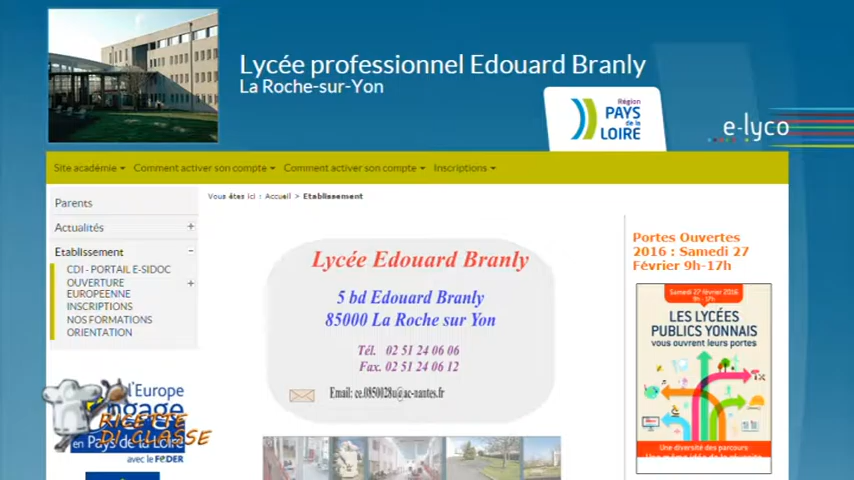 Lycée professionnel Edouard Branly
La Roche-sur-Yon
Région
PAYS
de la
LOIRE
e-lyco
Site académie
Comment activer son compte
Comment activer son compte
Inscriptions
Parents
Actualités +
Etablissement -
CDI - PORTAIL E-SIDOC
OUVERTURE +
EUROPEENNE
INSCRIPTIONS
NOS FORMATIONS
ORIENTATION
Vous êtes ici : Accueil > Etablissement
Lycée Edouard Branly
5 bd Edouard Branly
85000 La Roche sur Yon
Tél. 02 51 24 06 06
Fax. 02 51 24 06 12
Email: ce.0850028u@ac-nantes.fr
Portes Ouvertes
2016 : Samedi 27
Février 9h-17h
Samedi 27 février 2016
9h - 17h
LES LYCÉES
PUBLICS YONNAIS
vous ouvrent leurs portes
Une diversité des parcours
l'Europe
engage
en Pays de la Loire
avec le FEDER
RICETTE
DI CLASSE